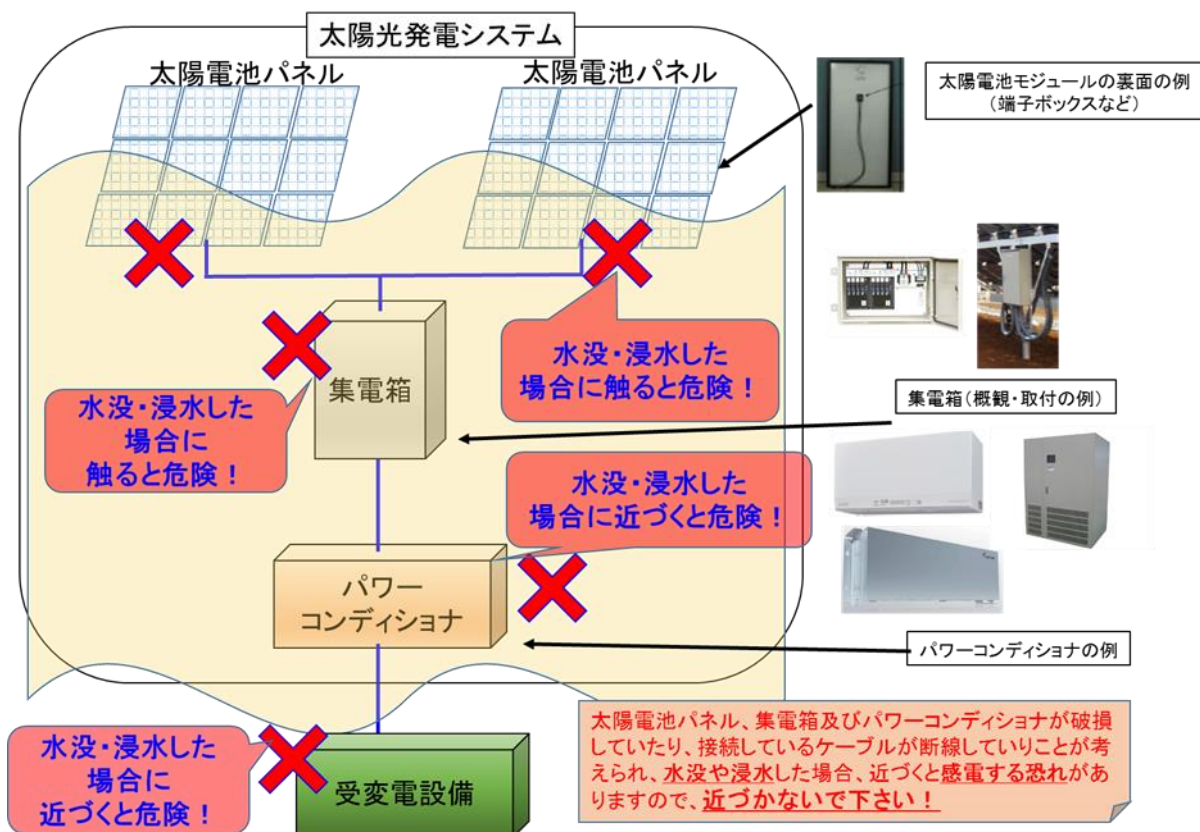 太陽光発電システム
太陽電池パネル
太陽電池パネル
太陽電池モジュールの裏面の例
(端子ボックスなど)
水没・浸水した
場合に触ると危険！
集電箱
水没・浸水した
場合に
触ると危険！
集電箱(概観・取付の例)
水没・浸水した
場合に近づくと危険！
パワー
コンディショナ
パワーコンディショナの例
水没・浸水した
場合に
近づくと危険！
受変電設備
太陽電池パネル、集電箱及びパワーコンディショナが破損
していたり、接続しているケーブルが断線していりことが考
えられ、水没や浸水した場合、近づくと感電する恐れがあ
りますので、近づかないで下さい！